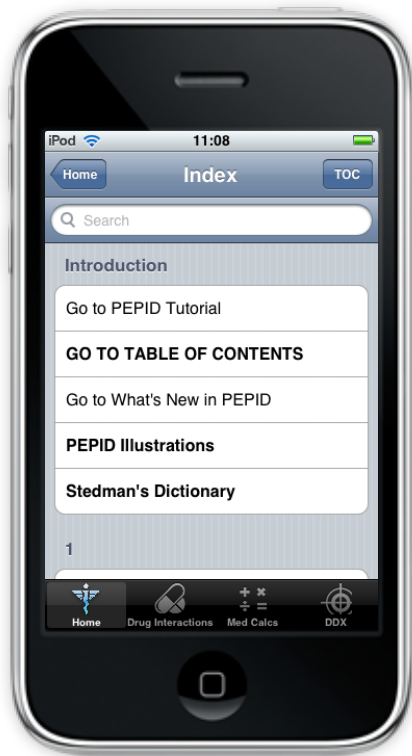 iPod 11:08
Home Index TOC
Search
Introduction
Go to PEPID Tutorial
GO TO TABLE OF CONTENTS
Go to What's New in PEPID
PEPID Illustrations
Stedman's Dictionary
1
Home Drug Interactions Med Calcs DDX